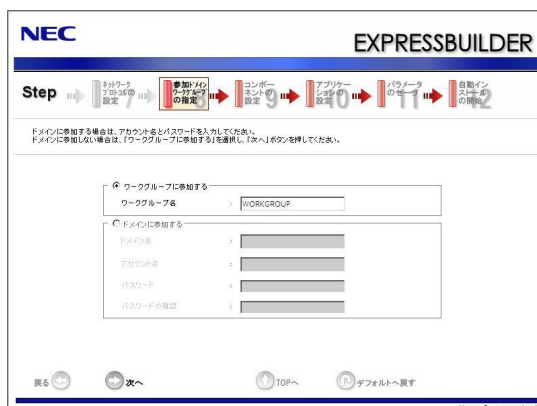 NEC
EXPRESSBUILDER
Step
ネットワーク
プロトコルの
設定
7
参加ドメイン
ワークグループ
の指定
8
コンポー
ネントの
設定
9
アプリケー
ションの
設定
10
パラメータ
のセーブ
11
自動イン
ストール
の開始
12
ドメインに参加する場合は、アカウント名とパスワードを入力してください。
ドメインに参加しない場合は、「ワークグループに参加する」を選択し、「次へ」ボタンを押してください。
ワークグループに参加する
ワークグループ名 : WORKGROUP
ドメインに参加する
ドメイン名 :
アカウント名 :
パスワード :
パスワードの確認 :
戻る 次へ TOPへ デフォルトへ戻す